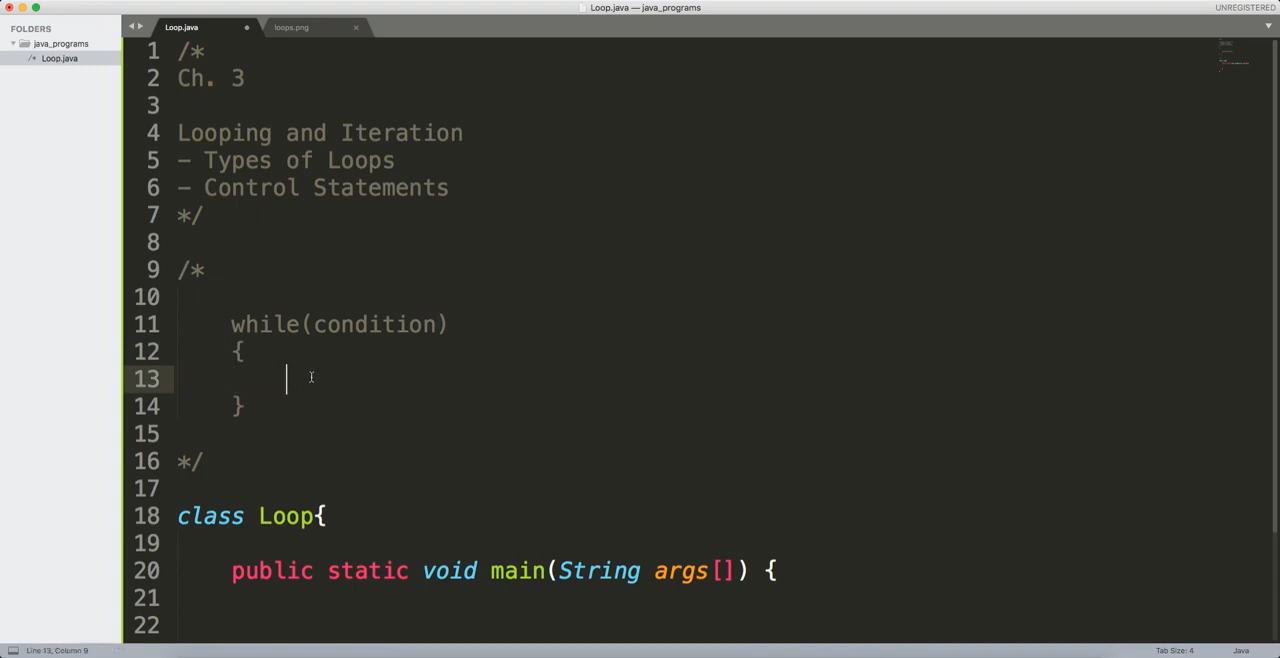 Loop.java — java_programs
UNREGISTERED
FOLDERS
java_programs
/* Loop.java
Loop.java
loops.png
1 /*
2 Ch. 3
3
4 Looping and Iteration
5 - Types of Loops
6 - Control Statements
7 */
8
9 /*
10
11 while(condition)
12 {
13
14 }
15
16 */
17
18 class Loop{
19
20 public static void main(String args[]) {
21
22
Line 13, Column 9
Tab Size: 4
Java